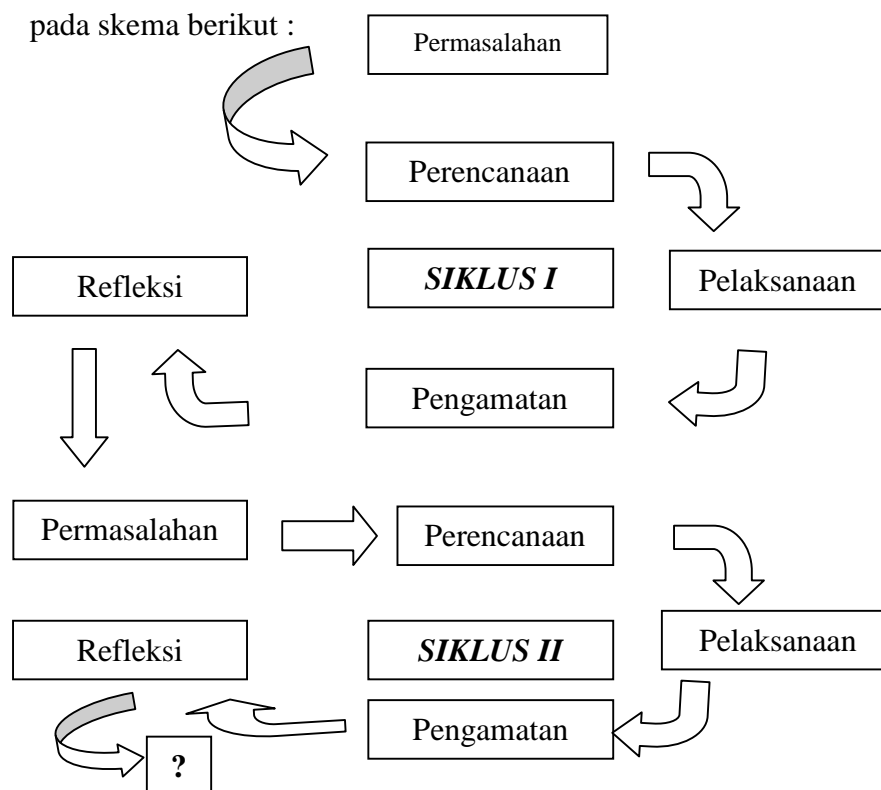 pada skema berikut :
Permasalahan
Perencanaan
Refleksi
SIKLUS I
Pelaksanaan
Pengamatan
Permasalahan
Perencanaan
Refleksi
SIKLUS II
Pelaksanaan
Pengamatan
?